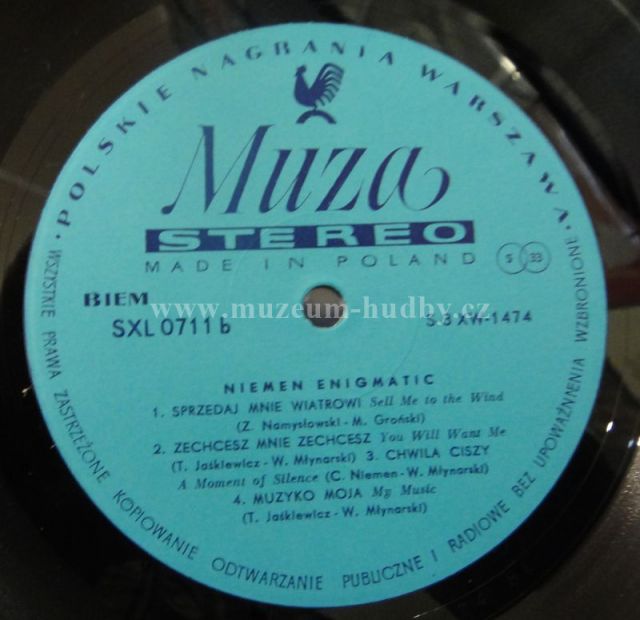 • POLSKIE NAGRANIA WARSZAWA •
Muza
STEREO
MADE IN POLAND S 33
BIEM
www.muzeum-hudby.cz
SXL 0711 b S 3 XW-1474
NIEMEN ENIGMATIC
1. SPRZEDAJ MNIE WIATROWI Sell Me to the Wind
(Z. Namysłowski - M. Groński)
2. ZECHCESZ MNIE ZECHCESZ You Will Want Me
(T. Jaśkiewicz - W. Młynarski) 3. CHWILA CISZY
A Moment of Silence (C. Niemen - W. Młynarski)
4. MUZYKO MOJA My Music
(T. Jaśkiewicz - W. Młynarski)
WSZYSTKIE PRAWA ZASTRZEŻONE KOPIOWANIE ODTWARZANIE PUBLICZNE I RADIOWE BEZ UPOWAŻNIENIA WZBRONIONE